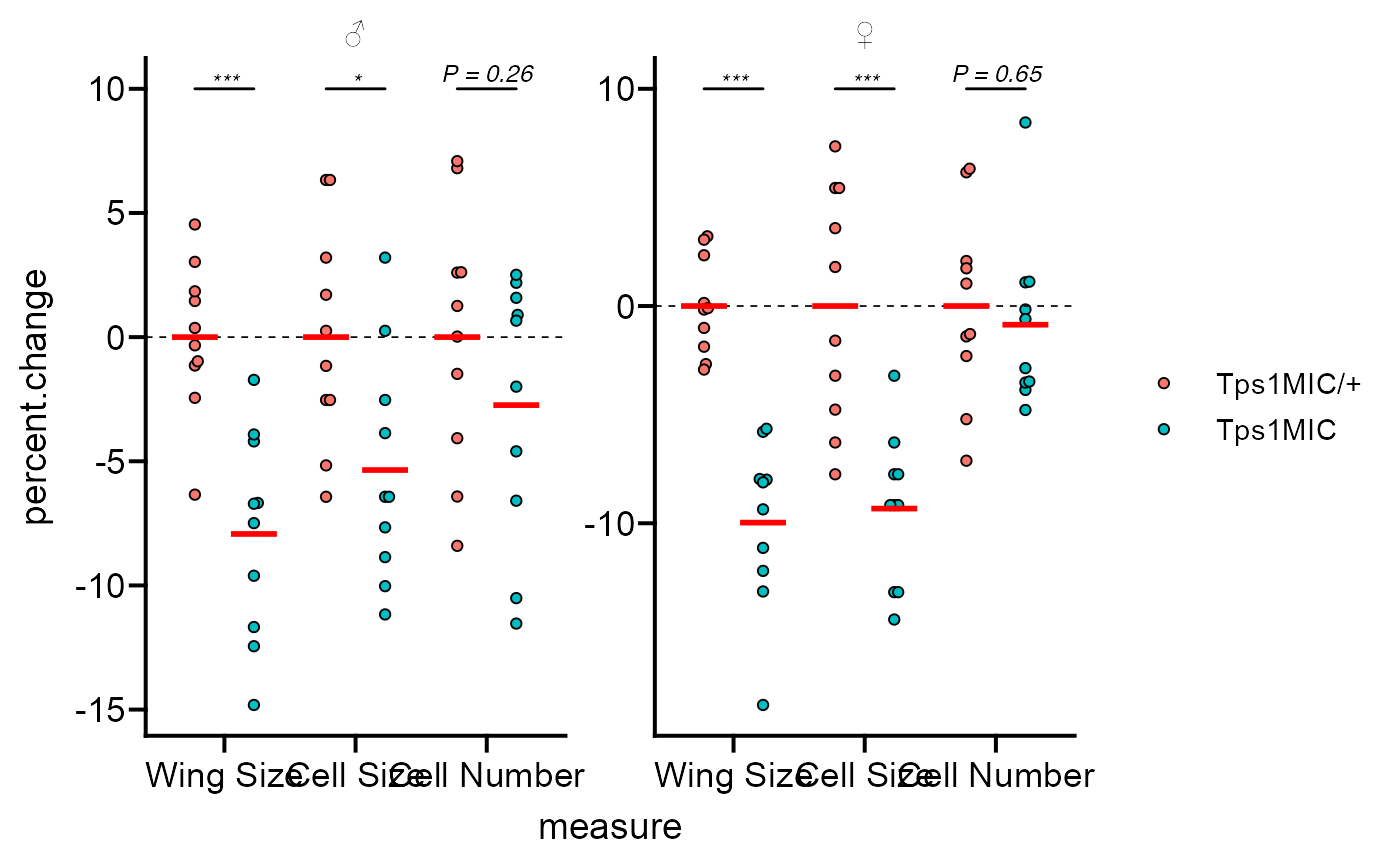 ♂
♀
*** * P = 0.26
*** *** P = 0.65
10
5
0
-5
-10
-15
10
0
-10
percent.change
Wing Size Cell Size Cell Number
Wing Size Cell Size Cell Number
measure
Tps1MIC/+
Tps1MIC